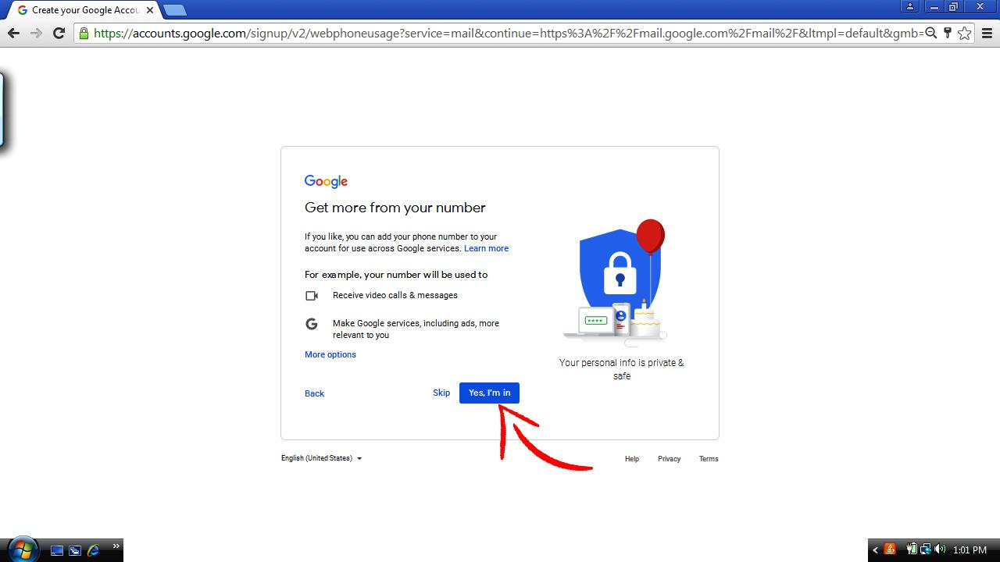 Create your Google Accou
https://accounts.google.com/signup/v2/webphoneusage?service=mail&continue=https%3A%2F%2Fmail.google.com%2Fmail%2F&ltmpl=default&gmb=
Google
Get more from your number
If you like, you can add your phone number to your
account for use across Google services. Learn more
For example, your number will be used to
Receive video calls & messages
Make Google services, including ads, more
relevant to you
More options
Back
Skip
Yes, I'm in
****
Your personal info is private &
safe
English (United States)
Help
Privacy
Terms
1:01 PM